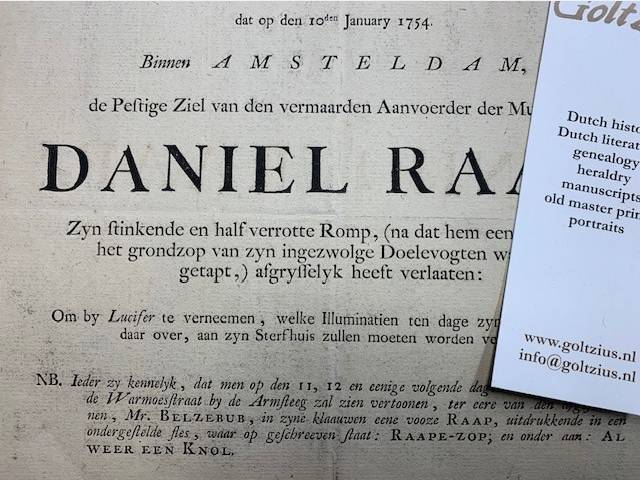 dat op den 10den January 1754.
Binnen AMSTELDAM,
de Peſtige Ziel van den vermaarden Aanvoerder der
DANIEL
Zyn ſtinkende en half verrotte Romp, (na dat hem
het grondzop van zyn ingezwolge Doelevogten
getapt,) afgryſſelyk heeft verlaaten:
Om by Lucifer te verneemen, welke Illuminatien ten dage
daar over, aan zyn Sterfhuis zullen moeten worden
NB. Ieder zy kennelyk, dat men op den 11, 12 en eenige volgende
de Warmoesſtraat by de Armſteeg zal zien vertoonen, ter eere van den
nen, Mr. BELZEBUB, in zyne klaauwen eene vooze RAAP, uitdrukkende in een
ondergeſtelde fles, waar op geſchreeven ſtaat: RAAPE-ZOP; en onder aan: AL
WEER EEN KNOL.
Dutch
Dutch
genealogy
heraldry
manuscripts
old master
portraits
www.goltzius.nl
info@goltzius.nl